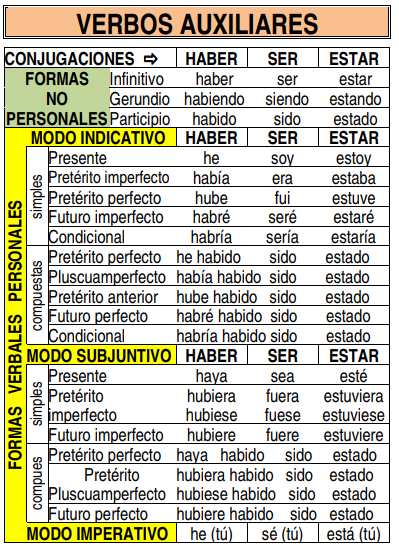 VERBOS AUXILIARES
CONJUGACIONES ⇨ HABER SER ESTAR
FORMAS NO PERSONALES
Infinitivo haber ser estar
Gerundio habiendo siendo estando
Participio habido sido estado
FORMAS VERBALES PERSONALES
MODO INDICATIVO HABER SER ESTAR
simples
Presente he soy estoy
Pretérito imperfecto había era estaba
Pretérito perfecto hube fui estuve
Futuro imperfecto habré seré estaré
Condicional habría sería estaría
compuestas
Pretérito perfecto he habido sido estado
Pluscuamperfecto había habido sido estado
Pretérito anterior hube habido sido estado
Futuro perfecto habré habido sido estado
Condicional habría habido sido estado
MODO SUBJUNTIVO HABER SER ESTAR
simples
Presente haya sea esté
Pretérito hubiera fuera estuviera
imperfecto hubiese fuese estuviese
Futuro imperfecto hubiere fuere estuviere
compues
Pretérito perfecto haya habido sido estado
Pretérito hubiera habido sido estado
Pluscuamperfecto hubiese habido sido estado
Futuro perfecto hubiere habido sido estado
MODO IMPERATIVO he (tú) sé (tú) está (tú)